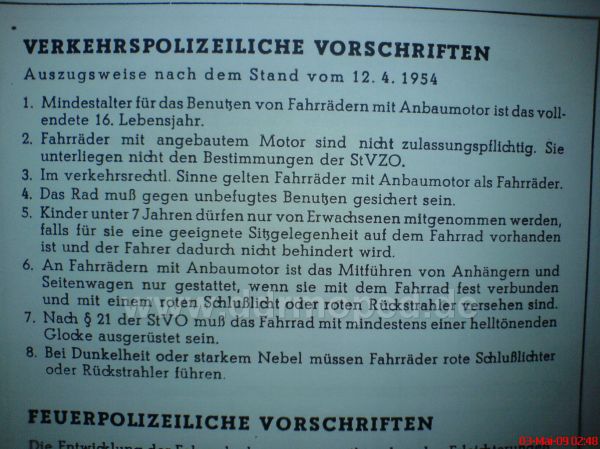 VERKEHRSPOLIZEILICHE VORSCHRIFTEN
Auszugsweise nach dem Stand vom 12. 4. 1954
1. Mindestalter für das Benutzen von Fahrrädern mit Anbaumotor ist das voll-
endete 16. Lebensjahr.
2. Fahrräder mit angebautem Motor sind nicht zulassungspflichtig. Sie
unterliegen nicht den Bestimmungen der StVZO.
3. Im verkehrsrechtl. Sinne gelten Fahrräder mit Anbaumotor als Fahrräder.
4. Das Rad muß gegen unbefugtes Benutzen gesichert sein.
5. Kinder unter 7 Jahren dürfen nur von Erwachsenen mitgenommen werden,
falls für sie eine geeignete Sitzgelegenheit auf dem Fahrrad vorhanden
ist und der Fahrer dadurch nicht behindert wird.
6. An Fahrrädern mit Anbaumotor ist das Mitführen von Anhängern und
Seitenwagen nur gestattet, wenn sie mit dem Fahrrad fest verbunden
und mit einem roten Schlußlicht oder rotem Rückstrahler versehen sind.
7. Nach § 21 der StVO muß das Fahrrad mit mindestens einer helltönenden
Glocke ausgerüstet sein.
8. Bei Dunkelheit oder starkem Nebel müssen Fahrräder rote Schlußlichter
oder Rückstrahler führen.
FEUERPOLIZEILICHE VORSCHRIFTEN
Die Entwicklung
03-Mai-09 02:48